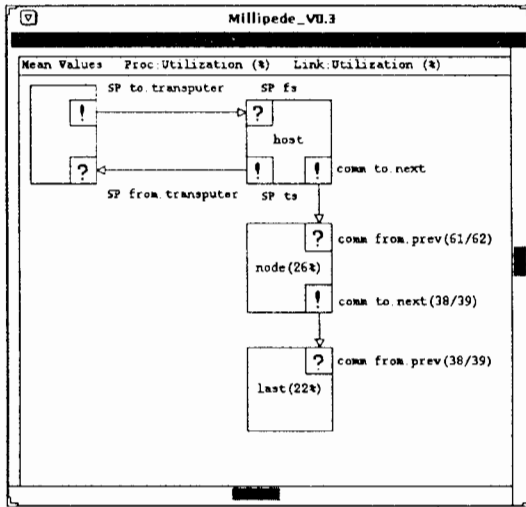 Millipede_V0.3
Mean Values Proc:Utilization (%) Link:Utilization (%)
SP to.transputer SP fs
! ?
host
? ! ! comm to.next
SP from.transputer SP ts
? comm from.prev(61/62)
node(26%)
! comm to.next(38/39)
? comm from.prev(38/39)
last(22%)